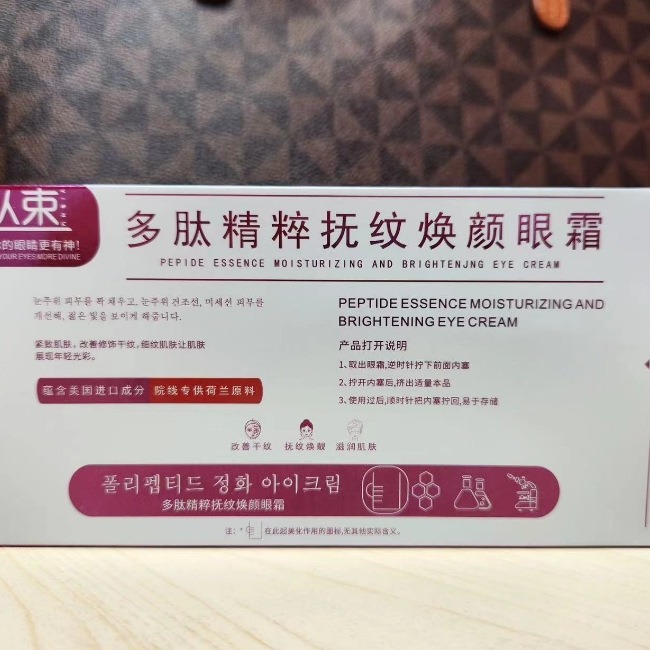 束
的眼睛更有神!
YOUR EYES MORE DIVINE
多肽精粹抚纹焕颜眼霜
PEPIDE ESSENCE MOISTURIZING AND BRIGHTENJNG EYE CREAM
눈주위 피부를 꽉 채우고, 눈주위 건조선, 미세선 피부를
개선해, 젊은 빛을 보이게 해줍니다.
紧致肌肤，改善修饰干纹，细纹肌肤让肌肤
展现年轻光彩。
蕴含美国进口成分 院线专供荷兰原料
PEPTIDE ESSENCE MOISTURIZING AND
BRIGHTENING EYE CREAM
产品打开说明
1、取出眼霜,逆时针拧下前面内塞
2、拧开内塞后,挤出适量本品
3、使用过后,顺时针把内塞拧回,易于存储
改善干纹 抚纹焕靓 滋润肌肤
폴리펩티드 정화 아이크림
多肽精粹抚纹焕颜眼霜
注：" "在此起美化作用的图标,无其他实际含义。